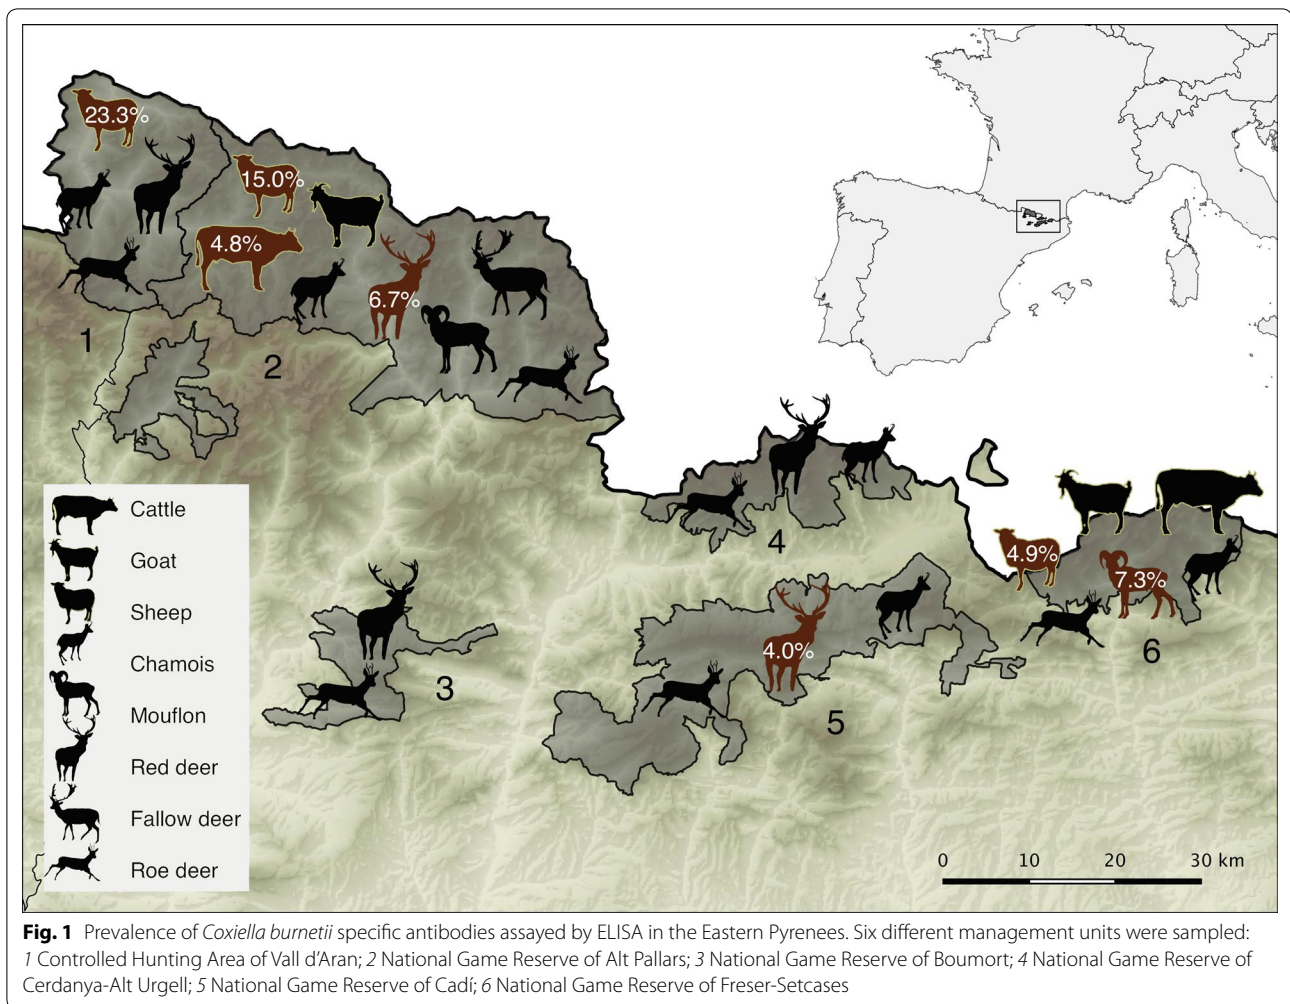 23.3%
15.0%
4.8%
6.7%
1
2
4
4.9%
7.3%
6
4.0%
3
5
Cattle
Goat
Sheep
Chamois
Mouflon
Red deer
Fallow deer
Roe deer
0 10 20 30 km
Fig. 1 Prevalence of Coxiella burnetii specific antibodies assayed by ELISA in the Eastern Pyrenees. Six different management units were sampled:
1 Controlled Hunting Area of Vall d'Aran; 2 National Game Reserve of Alt Pallars; 3 National Game Reserve of Boumort; 4 National Game Reserve of
Cerdanya-Alt Urgell; 5 National Game Reserve of Cadí; 6 National Game Reserve of Freser-Setcases